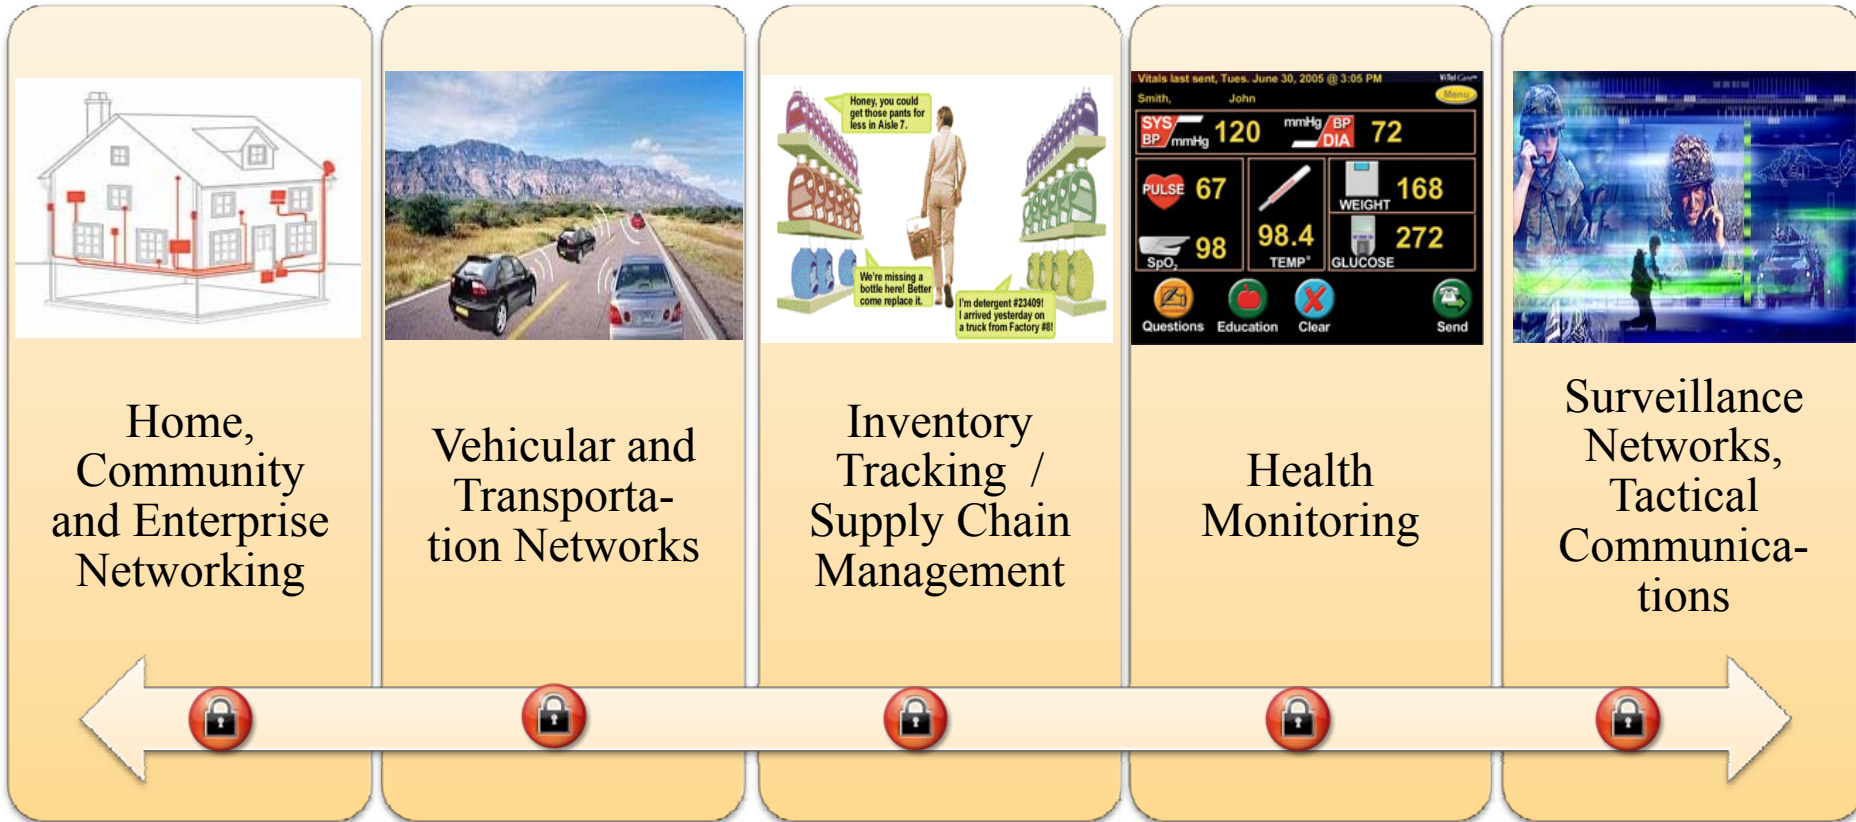 Honey, you could
get those pants for
less in Aisle 7.
We're missing a
bottle here! Better
come replace it.
I'm detergent #23409!
I arrived yesterday on
a truck from Factory #8!
Vitals last sent, Tues. June 30, 2005 @ 3:05 PM
ViTel Care™
Smith, John
Menu
SYS
BP mmHg 120
mmHg BP
DIA 72
PULSE 67
SpO₂ 98
98.4
TEMP°
WEIGHT 168
GLUCOSE 272
Questions Education Clear Send
Home,
Community
and Enterprise
Networking
Vehicular and
Transporta-
tion Networks
Inventory
Tracking /
Supply Chain
Management
Health
Monitoring
Surveillance
Networks,
Tactical
Communica-
tions